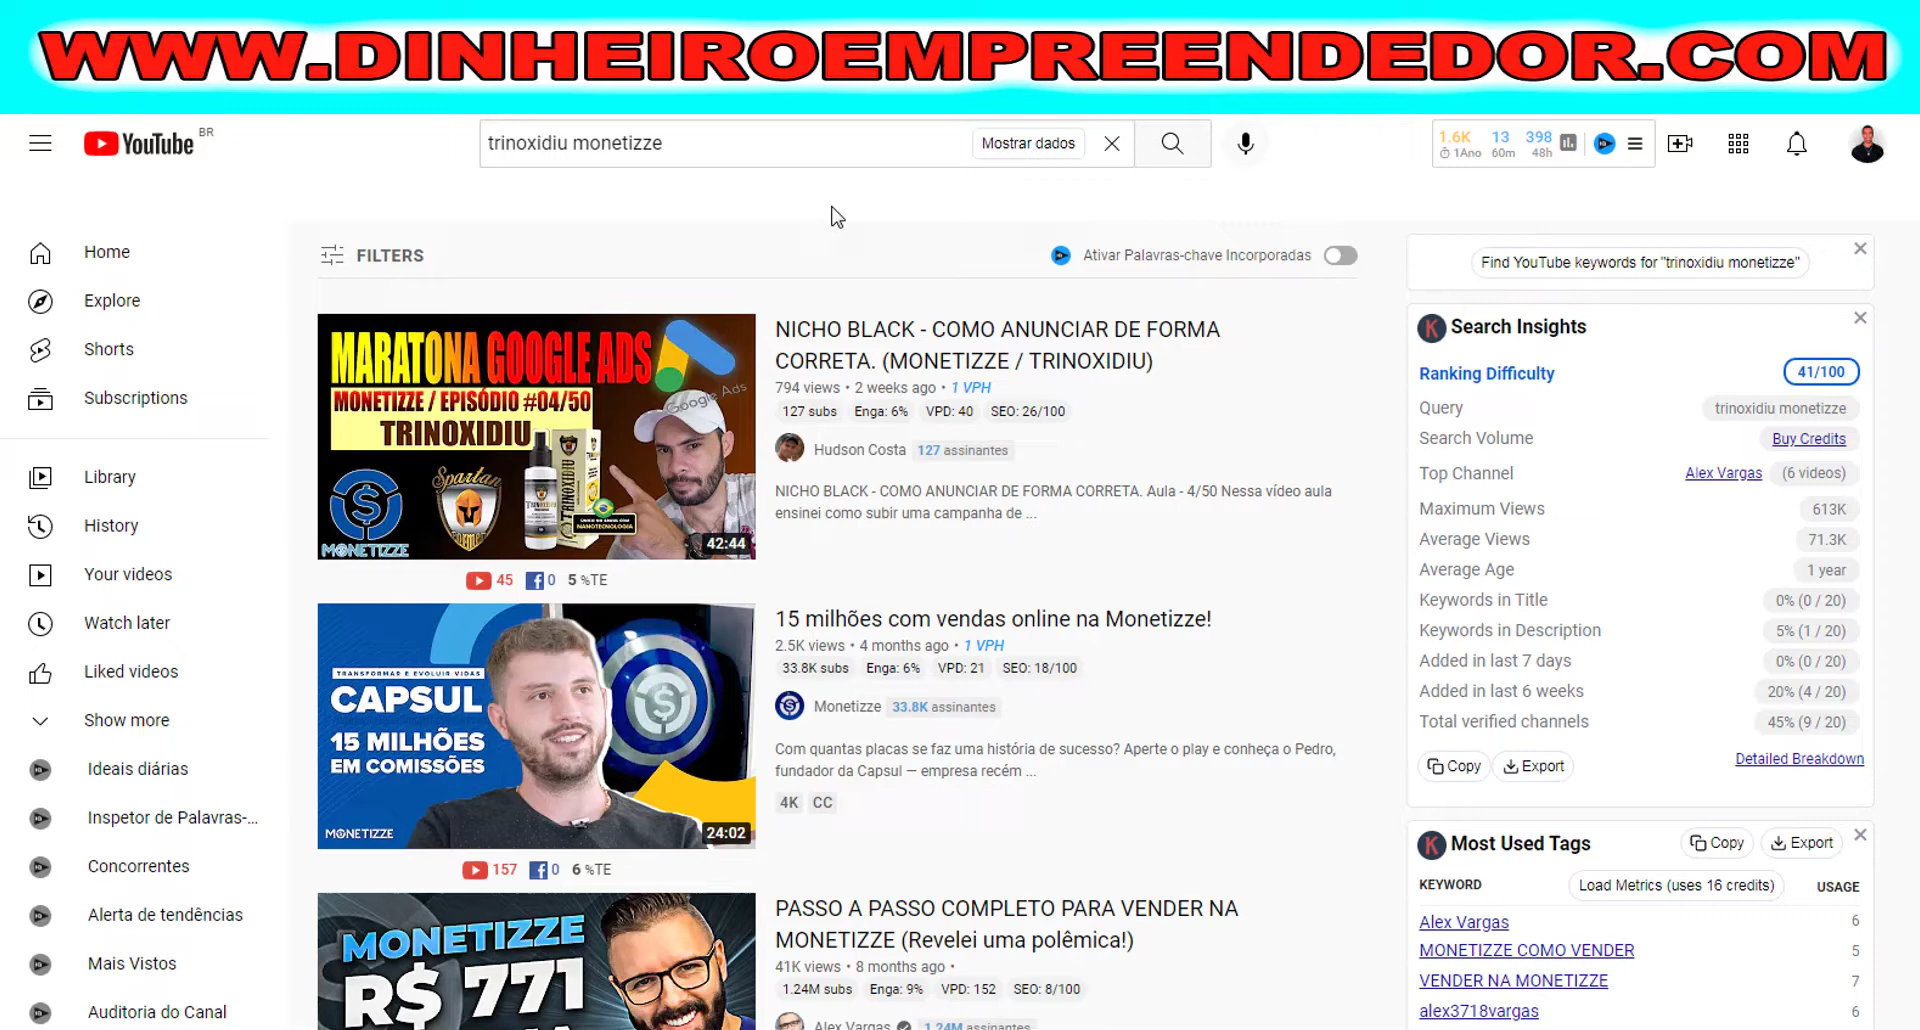 WWW.DINHEIROEMPREENDEDOR.COM
YouTube BR
trinoxidiu monetizze
Mostrar dados
1.6K 13 398
1Ano 60m 48h
Home
Explore
Shorts
Subscriptions
Library
History
Your videos
Watch later
Liked videos
Show more
Ideais diárias
Inspetor de Palavras-...
Concorrentes
Alerta de tendências
Mais Vistos
Auditoria do Canal
FILTERS
Ativar Palavras-chave Incorporadas
MARATONA GOOGLE ADS
Google Ads
MONETIZZE / EPISÓDIO #04/50
TRINOXIDIU
Spartan
TRINOXIDIU
NANOTECNOLOGIA
MONETIZZE
42:44
45 0 5 %TE
NICHO BLACK - COMO ANUNCIAR DE FORMA
CORRETA. (MONETIZZE / TRINOXIDIU)
794 views • 2 weeks ago • 1 VPH
127 subs Enga: 6% VPD: 40 SEO: 26/100
Hudson Costa 127 assinantes
NICHO BLACK - COMO ANUNCIAR DE FORMA CORRETA. Aula - 4/50 Nessa vídeo aula
ensinei como subir uma campanha de ...
TRANSFORMAR E EVOLUIR VIDAS
CAPSUL
15 MILHÕES
EM COMISSÕES
MONETIZZE
24:02
157 0 6 %TE
15 milhões com vendas online na Monetizze!
2.5K views • 4 months ago • 1 VPH
33.8K subs Enga: 6% VPD: 21 SEO: 18/100
Monetizze 33.8K assinantes
Com quantas placas se faz uma história de sucesso? Aperte o play e conheça o Pedro,
fundador da Capsul — empresa recém ...
4K CC
MONETIZZE
R$ 771
PASSO A PASSO COMPLETO PARA VENDER NA
MONETIZZE (Revelei uma polêmica!)
41K views • 8 months ago •
1.24M subs Enga: 9% VPD: 152 SEO: 8/100
Alex Vargas 1.24M assinantes
Find YouTube keywords for "trinoxidiu monetizze"
K Search Insights
Ranking Difficulty 41/100
Query trinoxidiu monetizze
Search Volume Buy Credits
Top Channel Alex Vargas (6 videos)
Maximum Views 613K
Average Views 71.3K
Average Age 1 year
Keywords in Title 0% (0 / 20)
Keywords in Description 5% (1 / 20)
Added in last 7 days 0% (0 / 20)
Added in last 6 weeks 20% (4 / 20)
Total verified channels 45% (9 / 20)
Copy Export Detailed Breakdown
K Most Used Tags Copy Export
KEYWORD Load Metrics (uses 16 credits) USAGE
Alex Vargas 6
MONETIZZE COMO VENDER 5
VENDER NA MONETIZZE 7
alex3718vargas 6